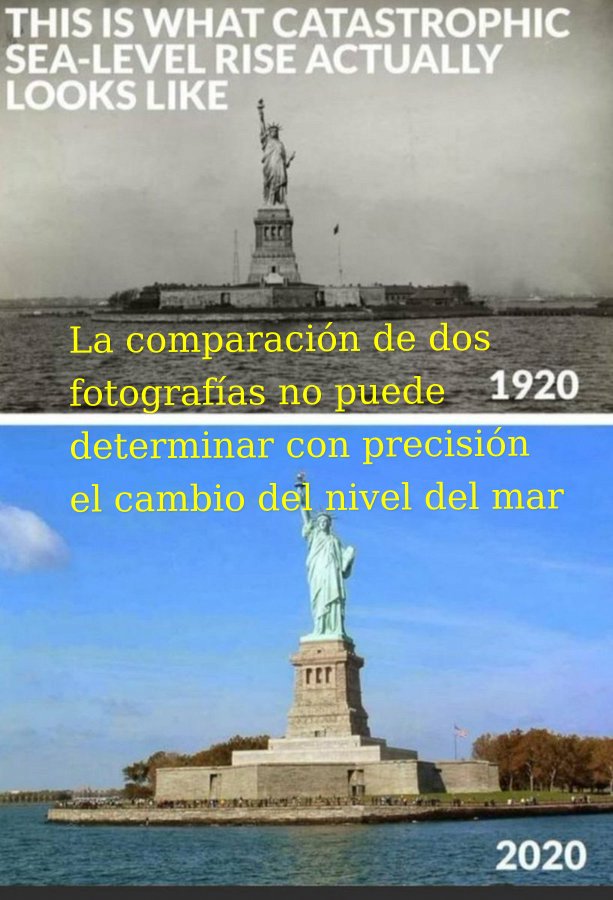 THIS IS WHAT CATASTROPHIC
SEA-LEVEL RISE ACTUALLY
LOOKS LIKE
La comparación de dos
fotografías no puede
1920
determinar con precisión
el cambio del nivel del mar
2020